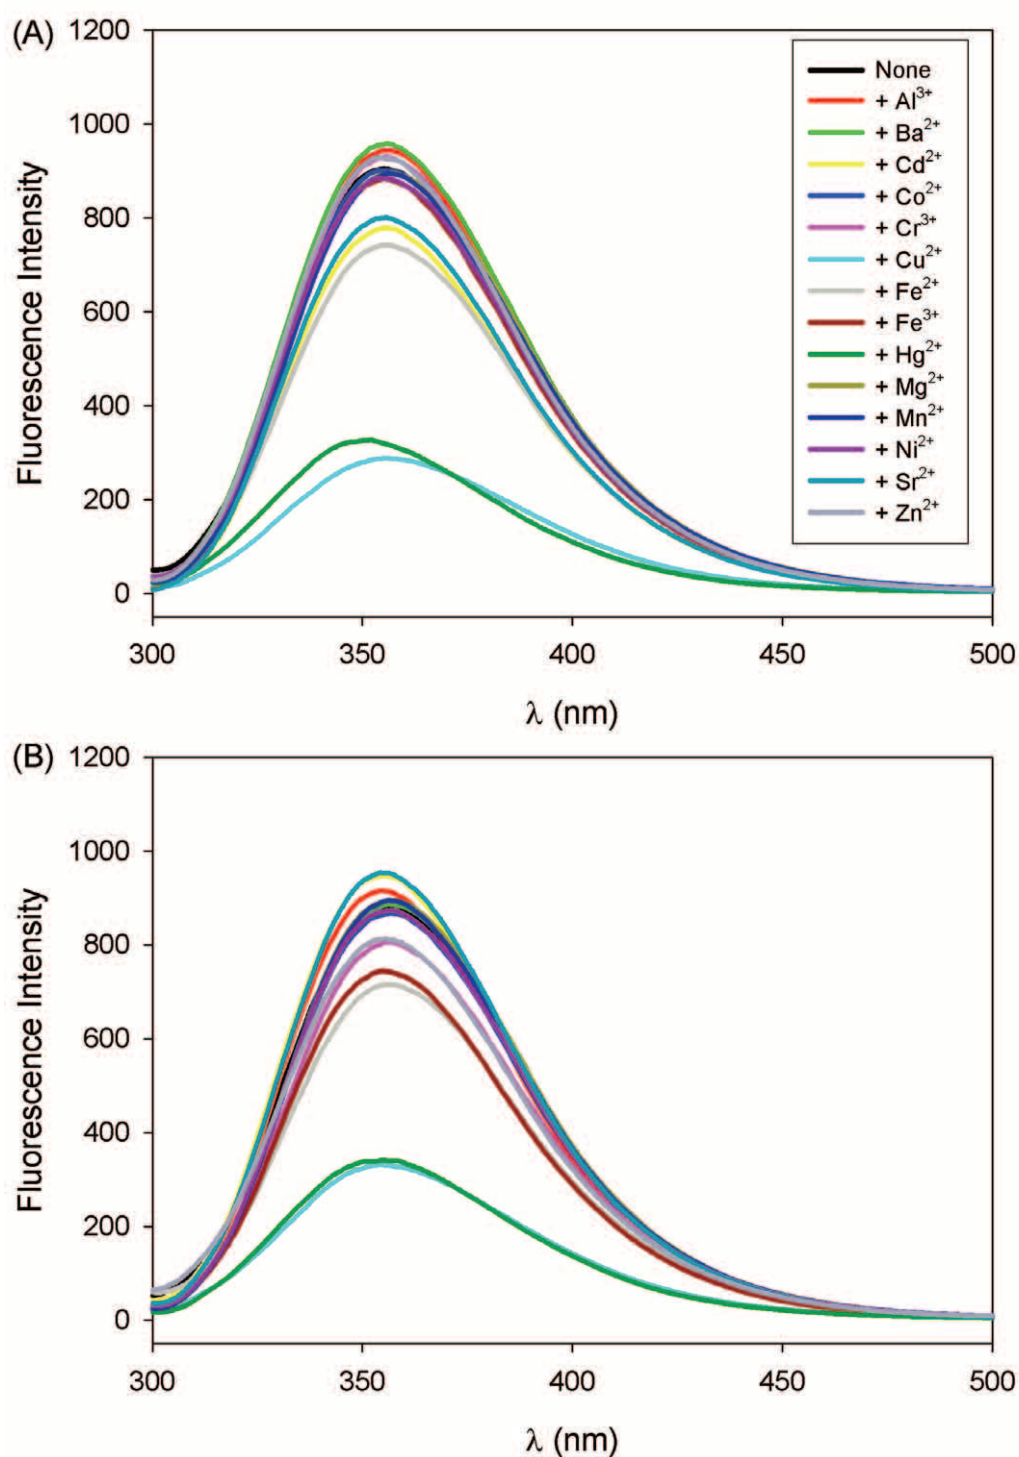 (A)
1200
1000
800
600
400
200
0
Fluorescence Intensity
None
+ Al³⁺
+ Ba²⁺
+ Cd²⁺
+ Co²⁺
+ Cr³⁺
+ Cu²⁺
+ Fe²⁺
+ Fe³⁺
+ Hg²⁺
+ Mg²⁺
+ Mn²⁺
+ Ni²⁺
+ Sr²⁺
+ Zn²⁺
300 350 400 450 500
λ (nm)
(B)
1200
1000
800
600
400
200
0
Fluorescence Intensity
300 350 400 450 500
λ (nm)